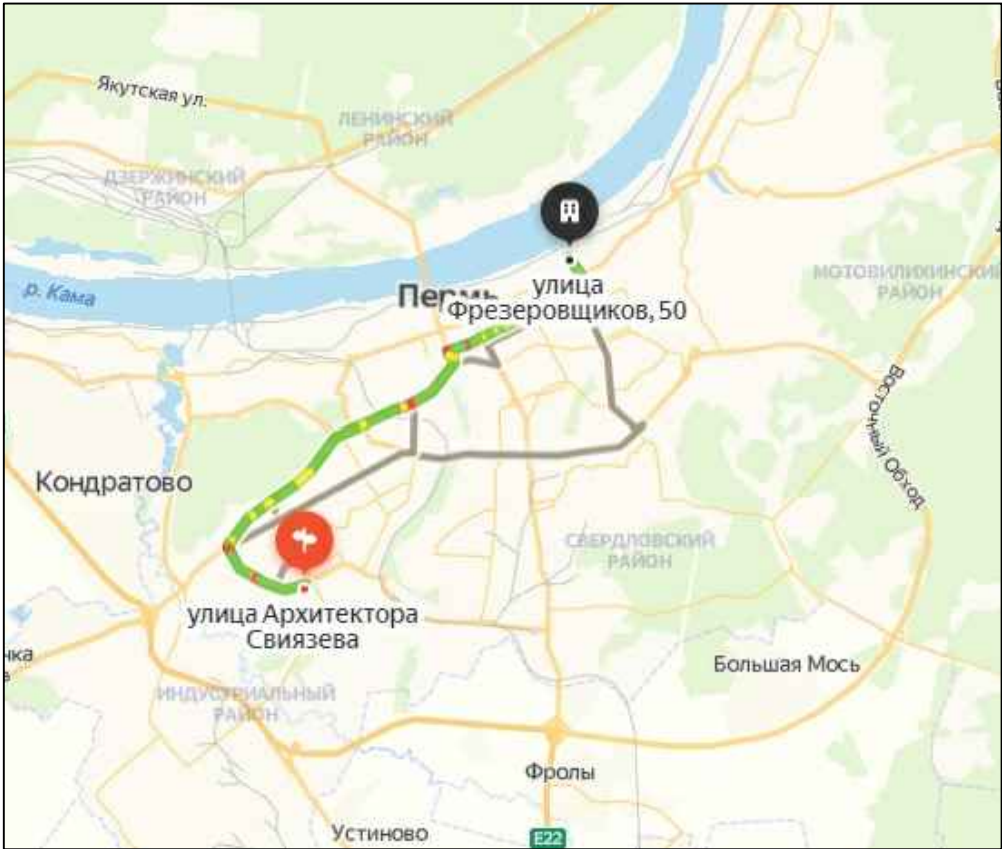 Якутская ул.
ЛЕНИНСКИЙ
РАЙОН
ДЗЕРЖИНСКИЙ
РАЙОН
р. Кама
МОТОВИЛИХИНСКИЙ
РАЙОН
Пермь
улица
Фрезеровщиков, 50
Восточный Обход
Кондратово
СВЕРДЛОВСКИЙ
РАЙОН
улица Архитектора
Свиязева
нка
Большая Мось
ИНДУСТРИАЛЬНЫЙ
РАЙОН
Фролы
Устиново
E22